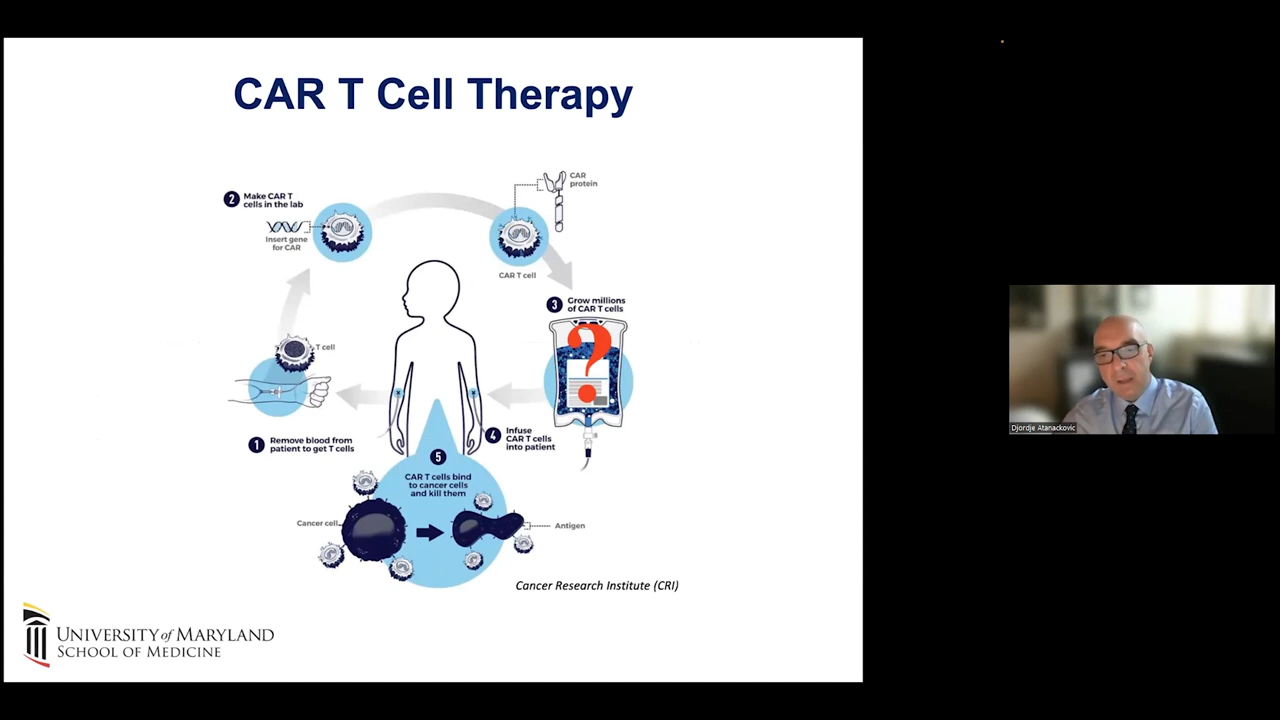 CAR T Cell Therapy
2 Make CAR T
cells in the lab
Insert gene
for CAR
CAR
protein
CAR T cell
3 Grow millions
of CAR T cells
?
T cell
1 Remove blood from
patient to get T cells
4 Infuse
CAR T cells
into patient
5
CAR T cells bind
to cancer cells
and kill them
Cancer cell
Antigen
Cancer Research Institute (CRI)
UNIVERSITY of MARYLAND
SCHOOL OF MEDICINE
Djordje Atanackovic